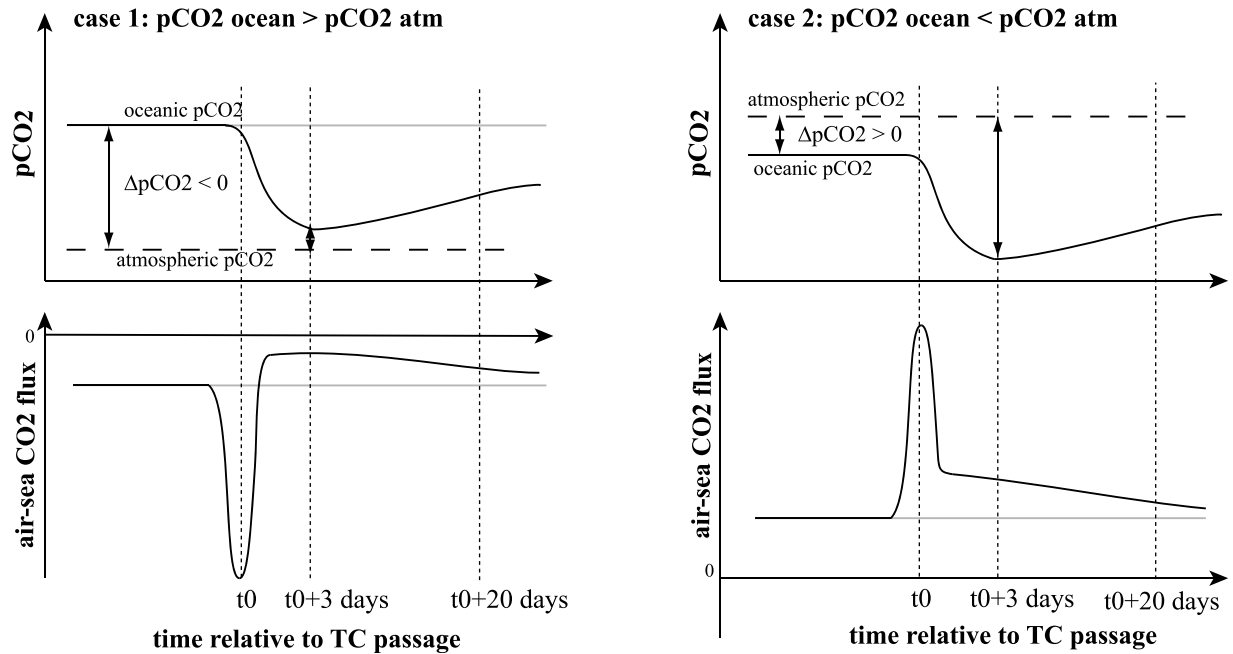 case 1: pCO2 ocean > pCO2 atm
pCO2
oceanic pCO2
ΔpCO2 < 0
atmospheric pCO2
0
air-sea CO2 flux
t0
t0+3 days
t0+20 days
time relative to TC passage
case 2: pCO2 ocean < pCO2 atm
pCO2
atmospheric pCO2
ΔpCO2 > 0
oceanic pCO2
air-sea CO2 flux
0
t0
t0+3 days
t0+20 days
time relative to TC passage